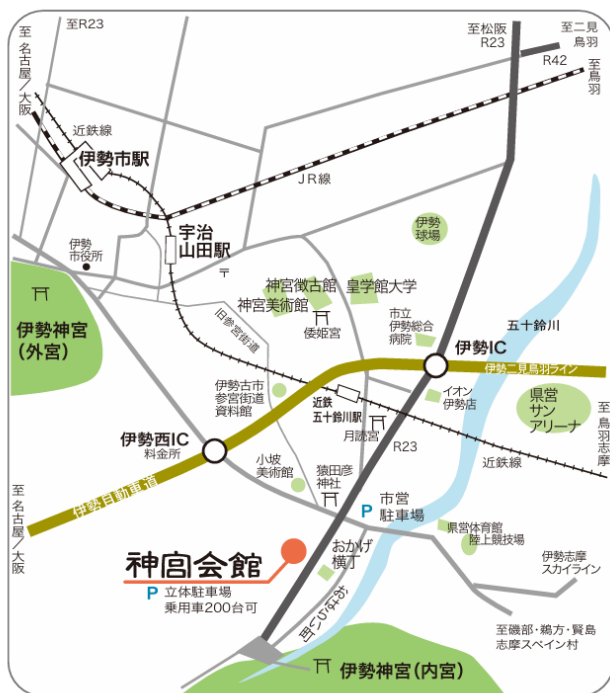 至R23
至松阪
R23
至二見
鳥羽
R42
至名古屋/大阪
至鳥羽
近鉄線
伊勢市駅
JR線
宇治
山田駅
伊勢
市役所
〒
伊勢
球場
神宮徴古館
神宮美術館
皇学館大学
倭姫宮
市立
伊勢総合
病院
五十鈴川
伊勢神宮
(外宮)
旧参宮街道
伊勢IC
伊勢二見鳥羽ライン
伊勢古市
参宮街道
資料館
近鉄
五十鈴川駅
イオン
伊勢店
県営
サン
アリーナ
至鳥羽志摩
月読宮
R23
近鉄線
伊勢西IC
料金所
小坡
美術館
猿田彦
神社
伊勢自動車道
至名古屋/大阪
P
市営
駐車場
県営体育館
陸上競技場
伊勢志摩
スカイライン
神宮会館
P 立体駐車場
乗用車200台可
おかげ
横丁
おはらい町
至磯部・鵜方・賢島
志摩スペイン村
伊勢神宮(内宮)